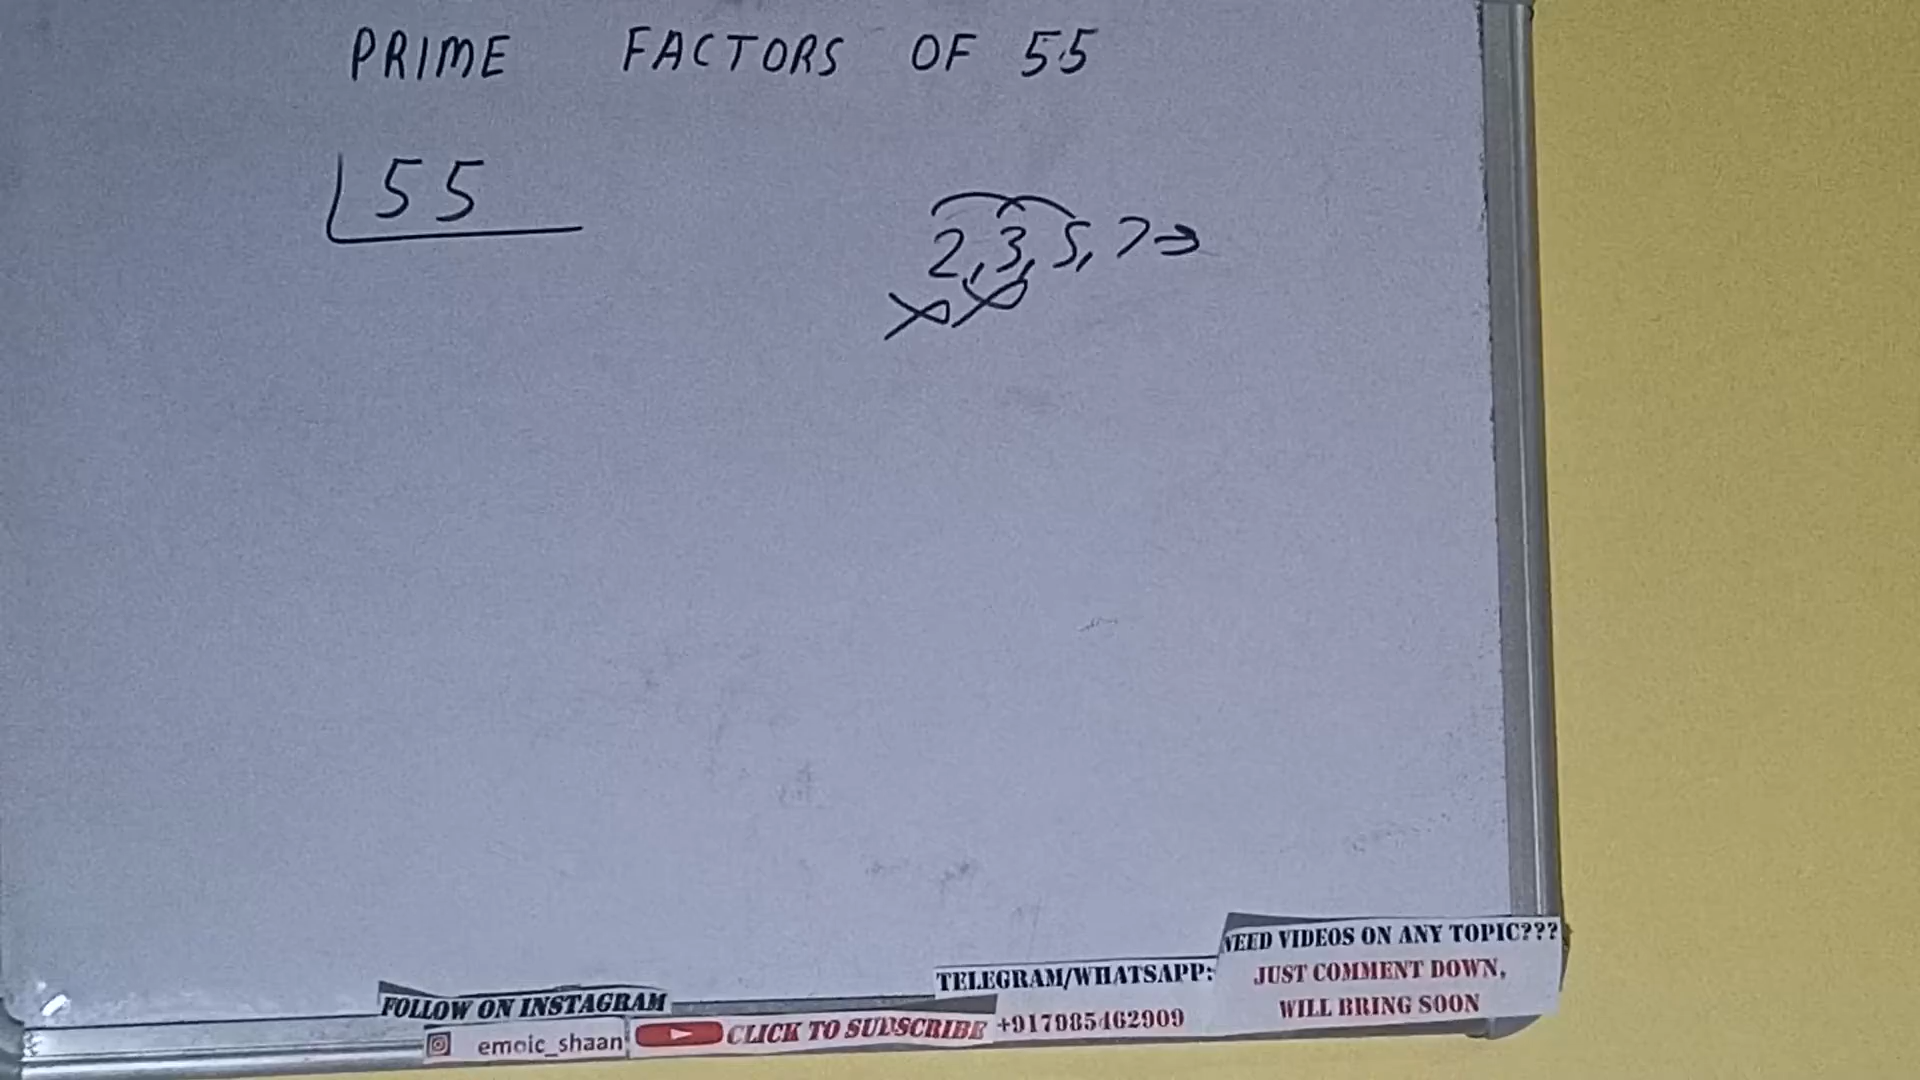 PRIME FACTORS OF 55
55
2,3,5,7→
NEED VIDEOS ON ANY TOPIC???
JUST COMMENT DOWN,
WILL BRING SOON
TELEGRAM/WHATSAPP:
+917985462909
FOLLOW ON INSTAGRAM
emoic_shaan
CLICK TO SUBSCRIBE